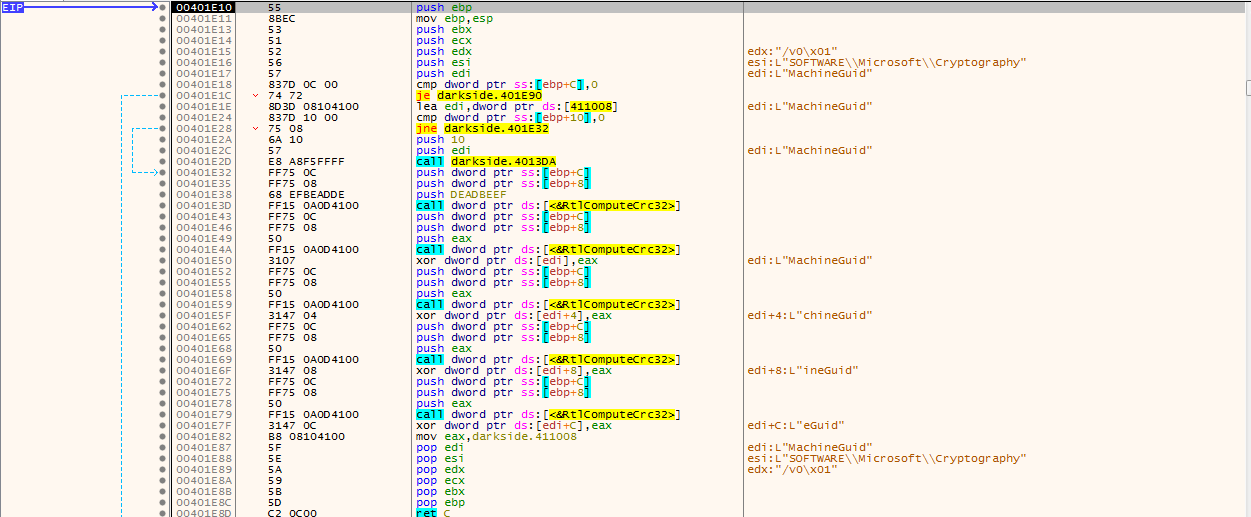 EIP 00401E10 55 push ebp
00401E11 8BEC mov ebp,esp
00401E13 53 push ebx
00401E14 51 push ecx
00401E15 52 push edx edx:"/v0\x01"
00401E16 56 push esi esi:L"SOFTWARE\\Microsoft\\Cryptography"
00401E17 57 push edi edi:L"MachineGuid"
00401E18 837D 0C 00 cmp dword ptr ss:[ebp+C],0
00401E1C 74 72 je darkside.401E90
00401E1E 8D3D 08104100 lea edi,dword ptr ds:[411008] edi:L"MachineGuid"
00401E24 837D 10 00 cmp dword ptr ss:[ebp+10],0
00401E28 75 08 jne darkside.401E32
00401E2A 6A 10 push 10
00401E2C 57 push edi edi:L"MachineGuid"
00401E2D E8 A8F5FFFF call darkside.4013DA
00401E32 FF75 0C push dword ptr ss:[ebp+C]
00401E35 FF75 08 push dword ptr ss:[ebp+8]
00401E38 68 EFBEADDE push DEADBEEF
00401E3D FF15 0A0D4100 call dword ptr ds:[<&RtlComputeCrc32>]
00401E43 FF75 0C push dword ptr ss:[ebp+C]
00401E46 FF75 08 push dword ptr ss:[ebp+8]
00401E49 50 push eax
00401E4A FF15 0A0D4100 call dword ptr ds:[<&RtlComputeCrc32>]
00401E50 3107 xor dword ptr ds:[edi],eax edi:L"MachineGuid"
00401E52 FF75 0C push dword ptr ss:[ebp+C]
00401E55 FF75 08 push dword ptr ss:[ebp+8]
00401E58 50 push eax
00401E59 FF15 0A0D4100 call dword ptr ds:[<&RtlComputeCrc32>]
00401E5F 3147 04 xor dword ptr ds:[edi+4],eax edi+4:L"chineGuid"
00401E62 FF75 0C push dword ptr ss:[ebp+C]
00401E65 FF75 08 push dword ptr ss:[ebp+8]
00401E68 50 push eax
00401E69 FF15 0A0D4100 call dword ptr ds:[<&RtlComputeCrc32>]
00401E6F 3147 08 xor dword ptr ds:[edi+8],eax edi+8:L"ineGuid"
00401E72 FF75 0C push dword ptr ss:[ebp+C]
00401E75 FF75 08 push dword ptr ss:[ebp+8]
00401E78 50 push eax
00401E79 FF15 0A0D4100 call dword ptr ds:[<&RtlComputeCrc32>]
00401E7F 3147 0C xor dword ptr ds:[edi+C],eax edi+C:L"eGuid"
00401E82 B8 08104100 mov eax,darkside.411008
00401E87 5F pop edi edi:L"MachineGuid"
00401E88 5E pop esi esi:L"SOFTWARE\\Microsoft\\Cryptography"
00401E89 5A pop edx edx:"/v0\x01"
00401E8A 59 pop ecx
00401E8B 5B pop ebx
00401E8C 5D pop ebp
00401E8D C2 0C00 ret C